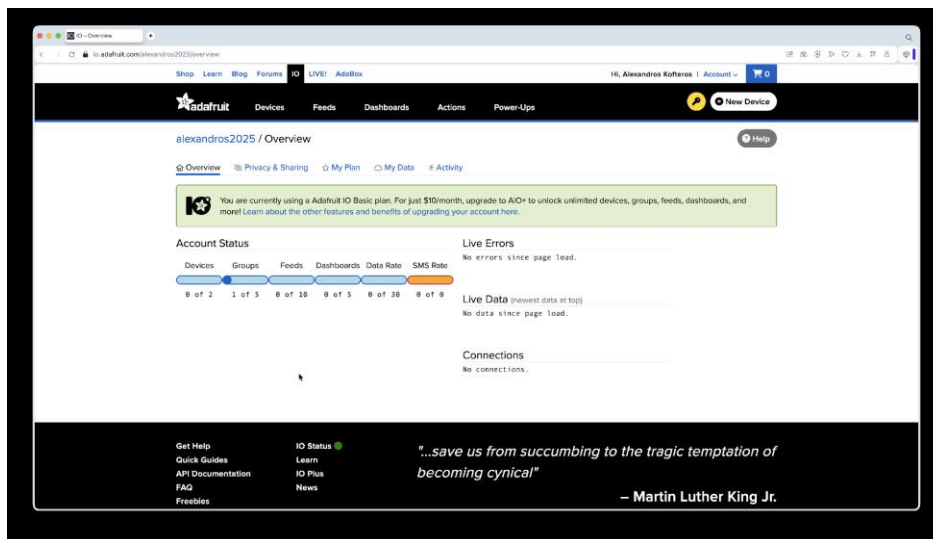 IO - Overview
io.adafruit.com/alexandros2025/overview
Shop Learn Blog Forums IO LIVE! AdaBox
Hi, Alexandros Kofteros | Account 0
adafruit Devices Feeds Dashboards Actions Power-Ups New Device
alexandros2025 / Overview
Help
Overview Privacy & Sharing My Plan My Data Activity
IO You are currently using a Adafruit IO Basic plan. For just $10/month, upgrade to AIO+ to unlock unlimited devices, groups, feeds, dashboards, and
more! Learn about the other features and benefits of upgrading your account here.
Account Status
Devices Groups Feeds Dashboards Data Rate SMS Rate
0 of 2 1 of 5 0 of 10 0 of 5 0 of 30 0 of 0
Live Errors
No errors since page load.
Live Data (newest data at top)
No data since page load.
Connections
No connections.
Get Help
Quick Guides
API Documentation
FAQ
Freebies
IO Status
Learn
IO Plus
News
"...save us from succumbing to the tragic temptation of
becoming cynical"
– Martin Luther King Jr.